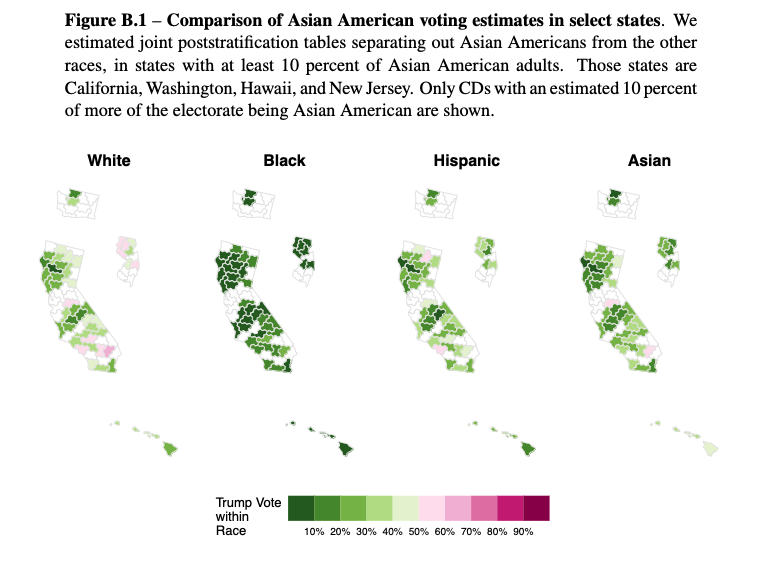 Figure B.1 – Comparison of Asian American voting estimates in select states. We
estimated joint poststratification tables separating out Asian Americans from the other
races, in states with at least 10 percent of Asian American adults. Those states are
California, Washington, Hawaii, and New Jersey. Only CDs with an estimated 10 percent
of more of the electorate being Asian American are shown.
White Black Hispanic Asian
Trump Vote
within
Race
10% 20% 30% 40% 50% 60% 70% 80% 90%